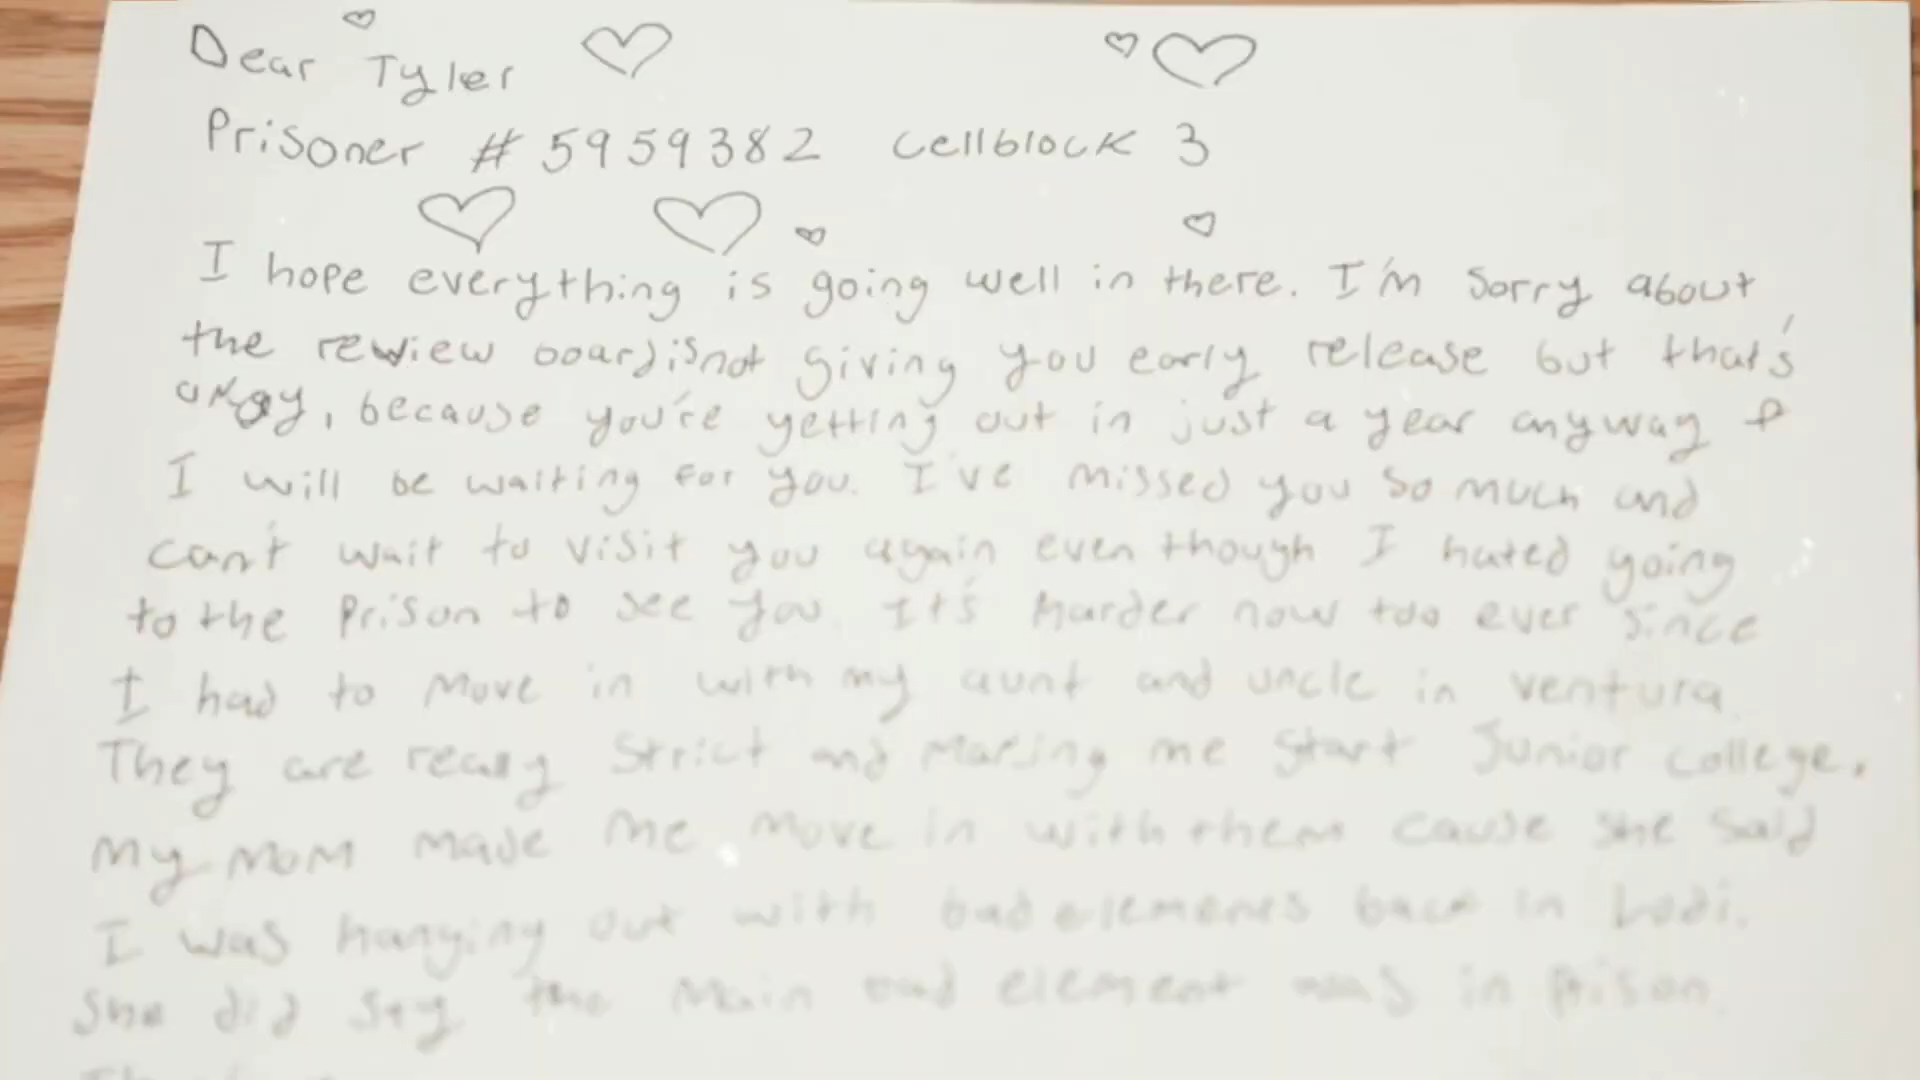 Dear Tyler
Prisoner #5959382 Cellblock 3
I hope everything is going well in there. I'm sorry about
the review board is not giving you early release but that's
okay, because you're getting out in just a year anyway &
I will be waiting for you. I've missed you so much and
can't wait to visit you again even though I hated going
to the prison to see you. It's harder now too ever since
I had to move in with my aunt and uncle in ventura.
They are really strict and making me start Junior college.
My mom made me move in with them cause she said
I was hanging out with bad elements back in Lodi.
She did say the main bad element was in prison.